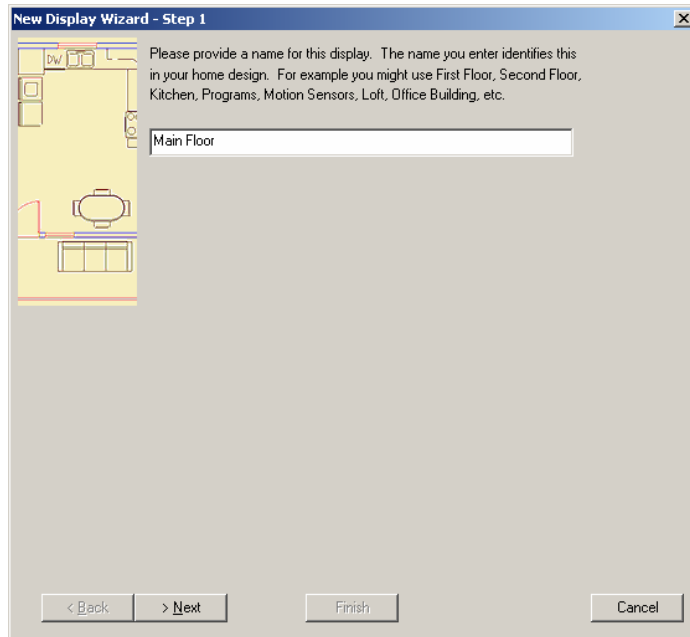 New Display Wizard - Step 1
DW
Please provide a name for this display.  The name you enter identifies this
in your home design.  For example you might use First Floor, Second Floor,
Kitchen, Programs, Motion Sensors, Loft, Office Building, etc.
Main Floor
< Back
> Next
Finish
Cancel